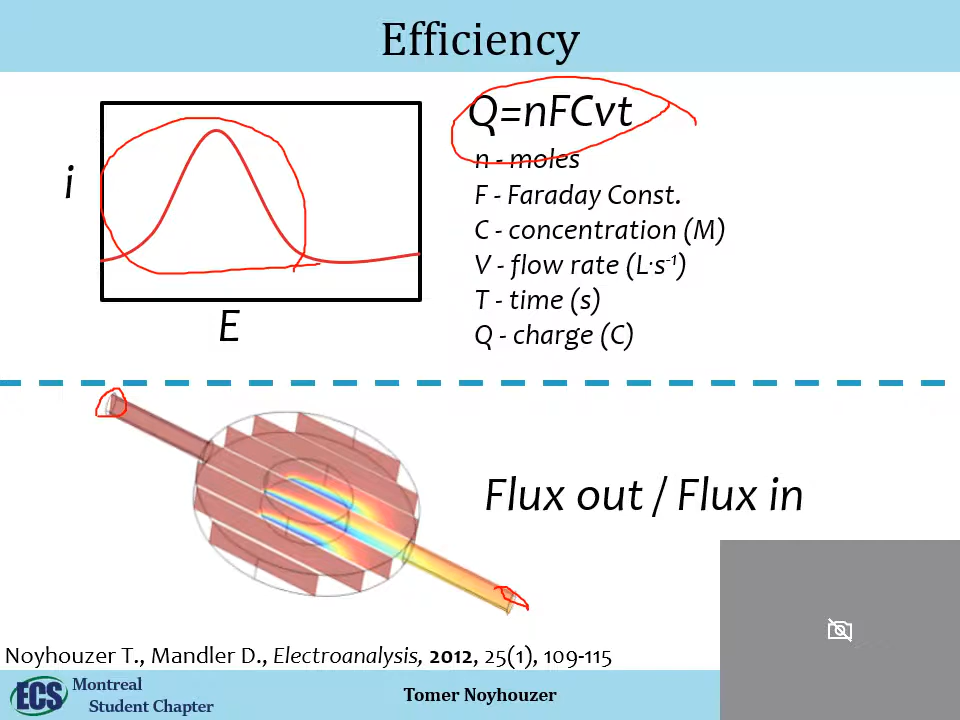 Efficiency
i
E
Q=nFCvt
n - moles
F - Faraday Const.
C - concentration (M)
V - flow rate (L·s⁻¹)
T - time (s)
Q - charge (C)
Flux out / Flux in
Noyhouzer T., Mandler D., Electroanalysis, 2012, 25(1), 109-115
ECS Montreal
Student Chapter
Tomer Noyhouzer